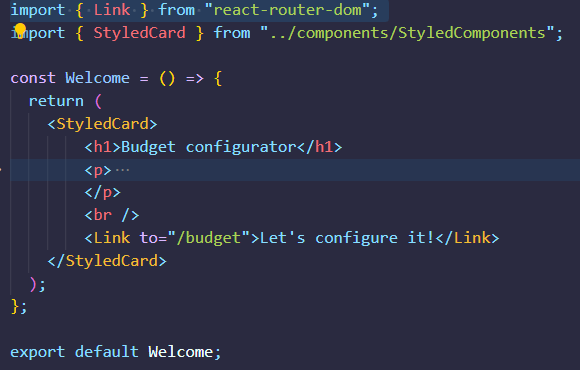 import { Link } from "react-router-dom";
import { StyledCard } from "../components/StyledComponents";

const Welcome = () => {
  return (
    <StyledCard>
        <h1>Budget configurator</h1>
        <p>···
        </p>
        <br />
        <Link to="/budget">Let's configure it!</Link>
    </StyledCard>
  );
};

export default Welcome;